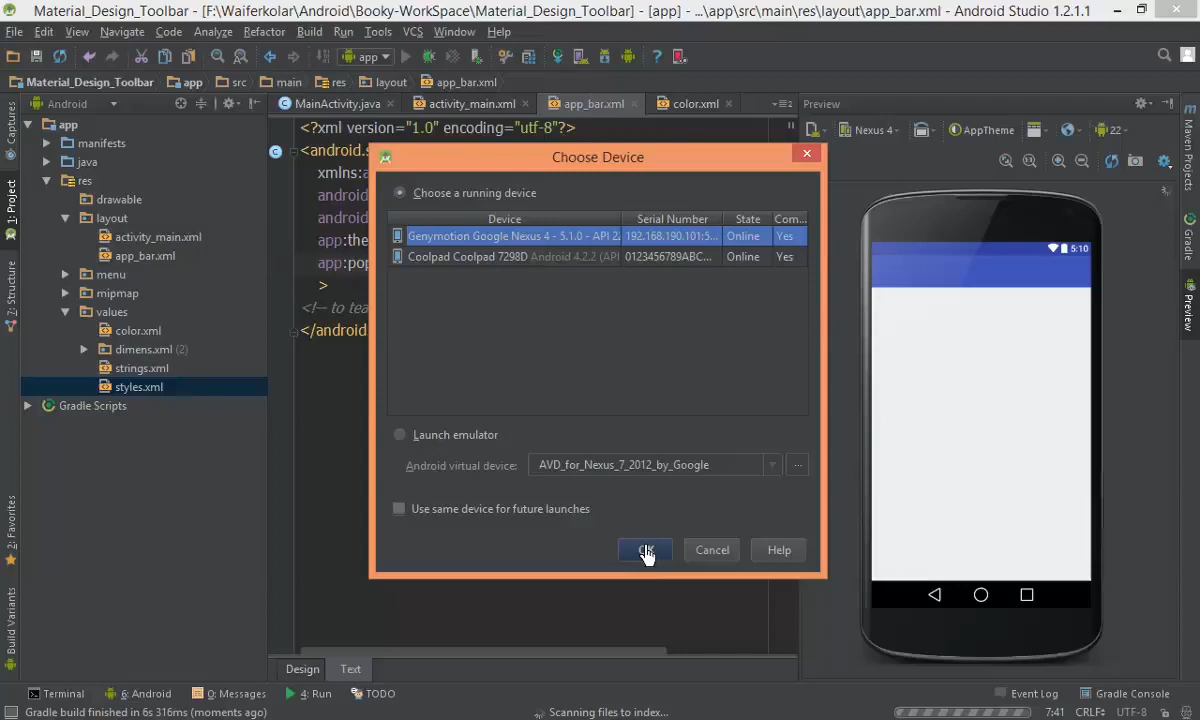 Material_Design_Toolbar - [F:\Waiferkolar\Android\Booky-WorkSpace\Material_Design_Toolbar] - [app] - ...\app\src\main\res\layout\app_bar.xml - Android Studio 1.2.1.1
File Edit View Navigate Code Analyze Refactor Build Run Tools VCS Window Help
app
Material_Design_Toolbar app src main res layout app_bar.xml
Android
MainActivity.java activity_main.xml app_bar.xml color.xml
Preview
Captures
1: Project
7: Structure
2: Favorites
Build Variants
app
manifests
java
res
drawable
layout
activity_main.xml
app_bar.xml
menu
mipmap
values
color.xml
dimens.xml (2)
strings.xml
styles.xml
Gradle Scripts
<?xml version="1.0" encoding="utf-8"?>
<android.s
xmlns:a
android
android
app:the
app:pop
>
<!-- to tea
</android
Choose Device
Choose a running device
Device Serial Number State Com...
Genymotion Google Nexus 4 - 5.1.0 - API 2 192.168.190.101:5... Online Yes
Coolpad Coolpad 7298D Android 4.2.2 (API 0123456789ABC... Online Yes
Launch emulator
Android virtual device: AVD_for_Nexus_7_2012_by_Google ...
Use same device for future launches
Cancel Help
Nexus 4 AppTheme 22
5:10
Maven Projects
Gradle
Preview
Design Text
Terminal 6: Android 0: Messages 4: Run TODO Event Log Gradle Console
Gradle build finished in 6s 316ms (moments ago) Scanning files to index... 7:41 CRLF UTF-8